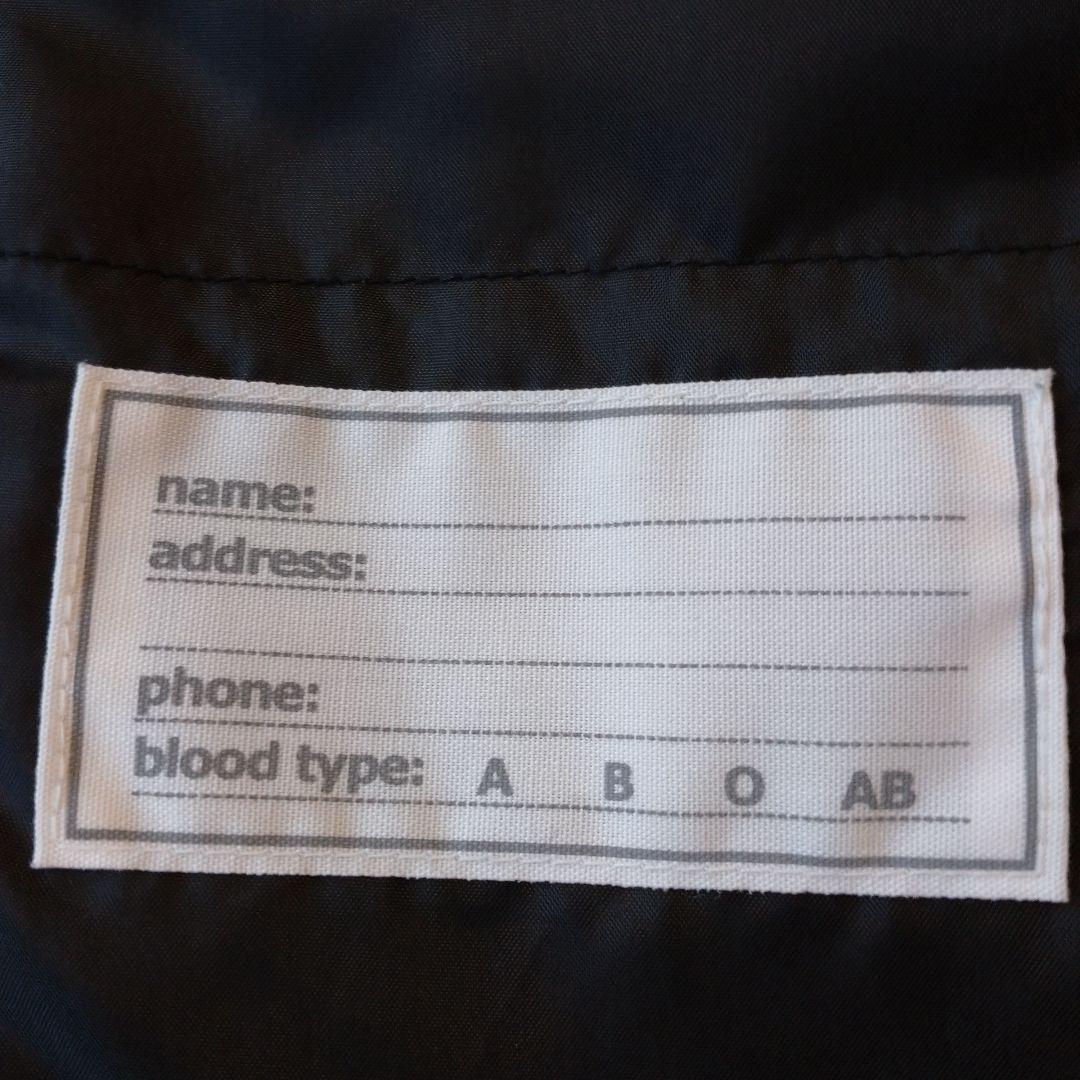 name:
address:
phone:
blood type: A B O AB